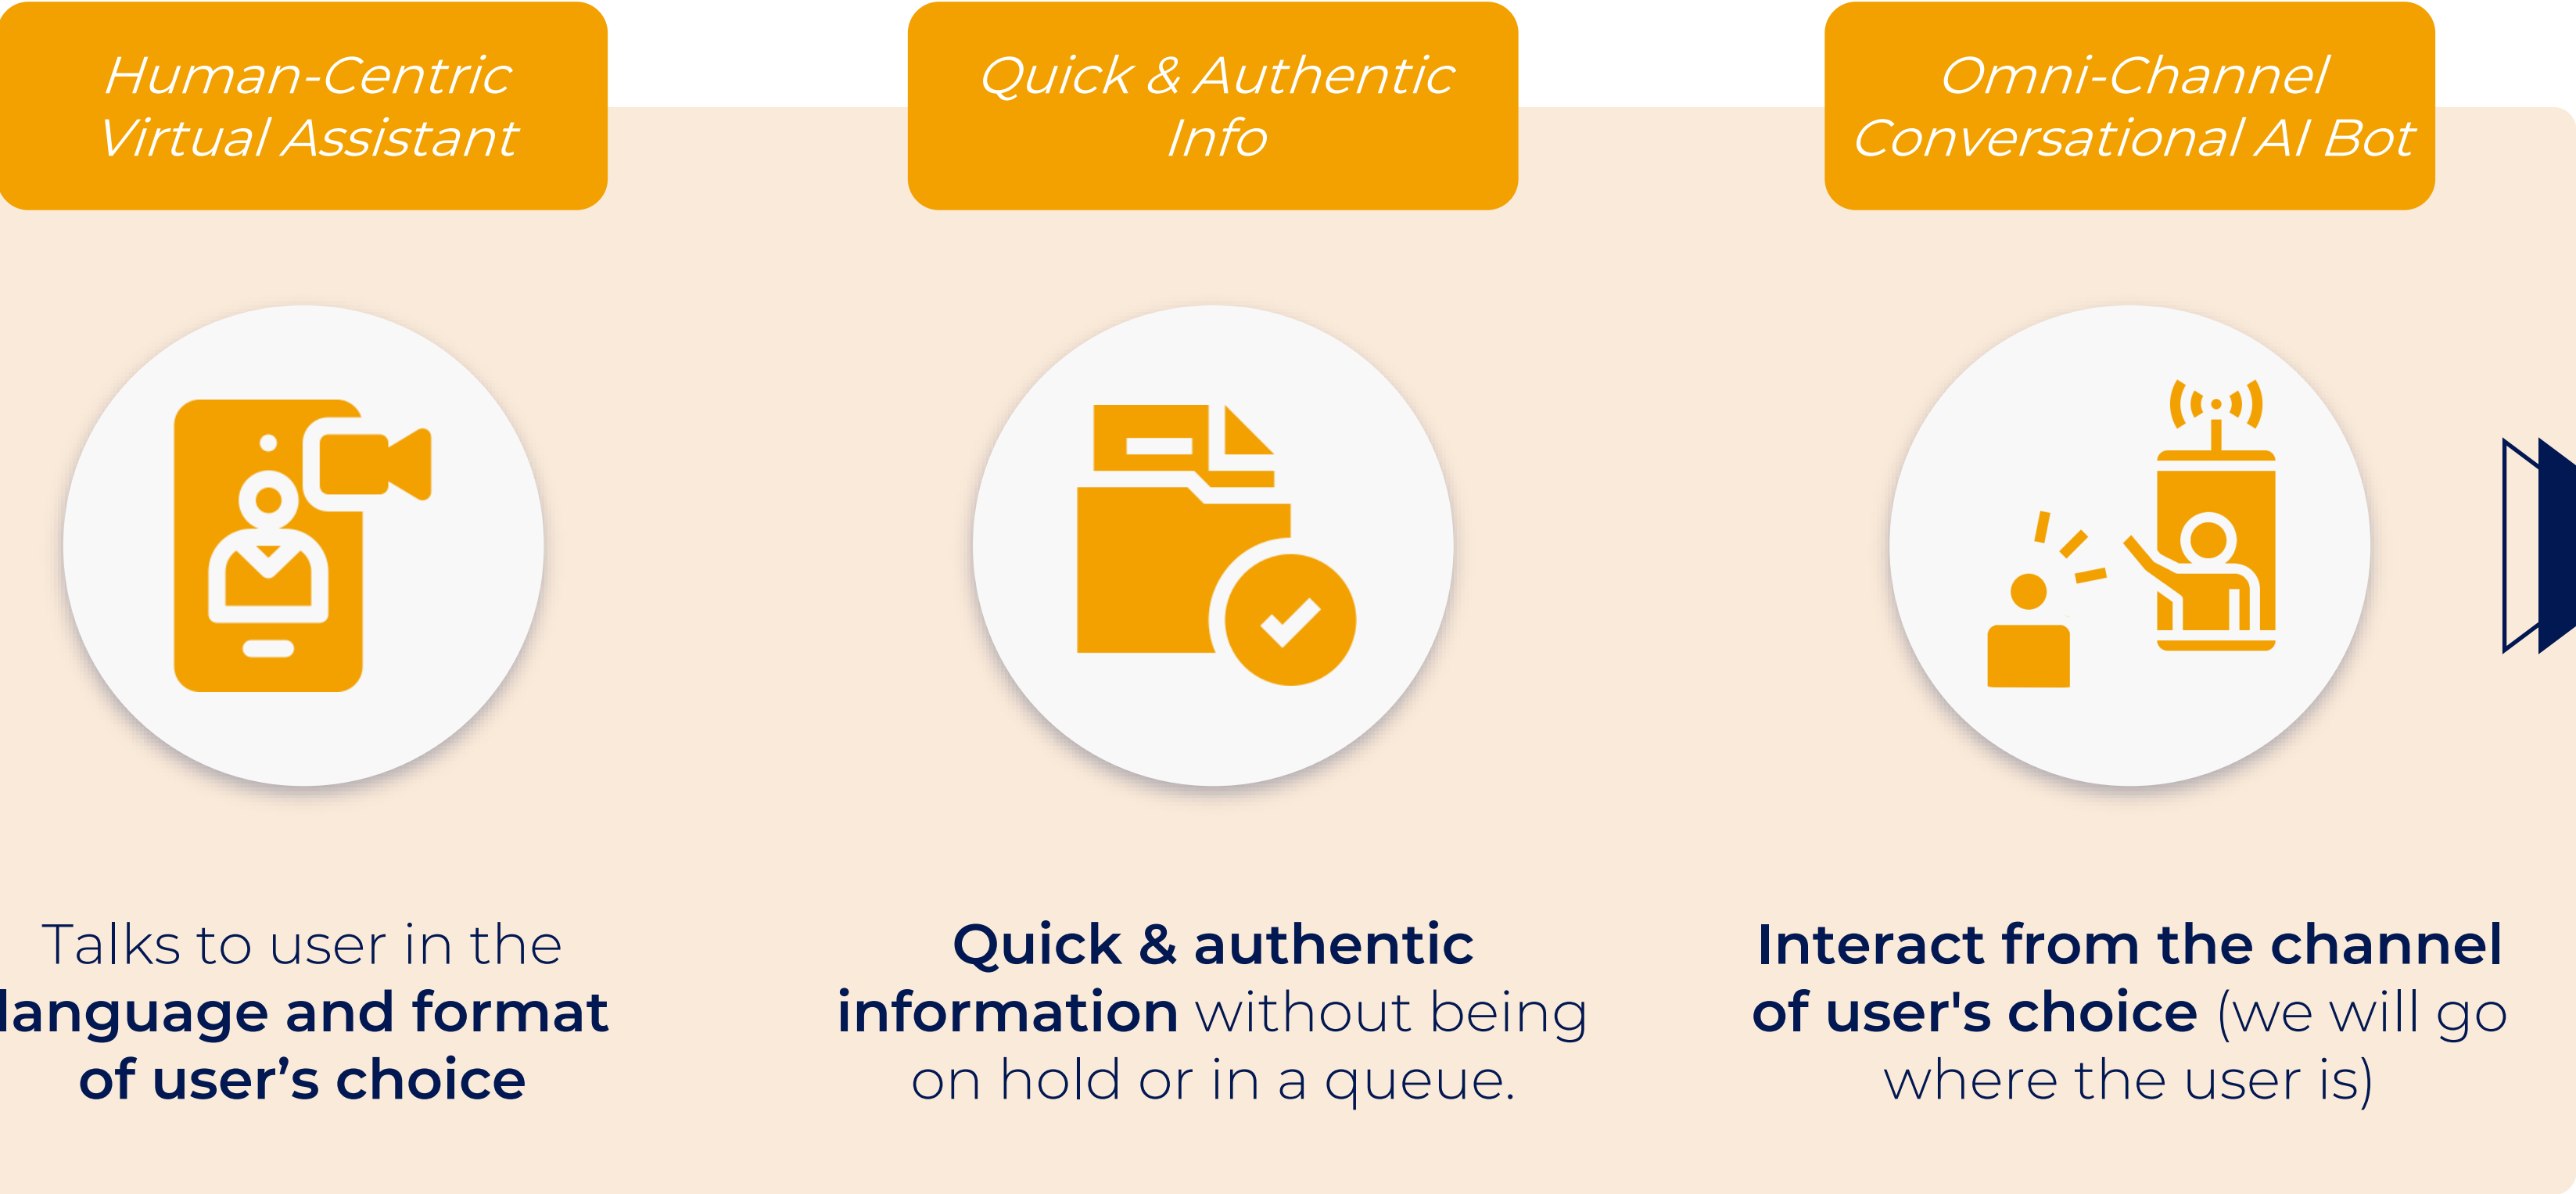 Human-Centric
Virtual Assistant
Quick & Authentic
Info
Omni-Channel
Conversational AI Bot
Talks to user in the
language and format
of user’s choice
Quick & authentic
information without being
on hold or in a queue.
Interact from the channel
of user's choice (we will go
where the user is)